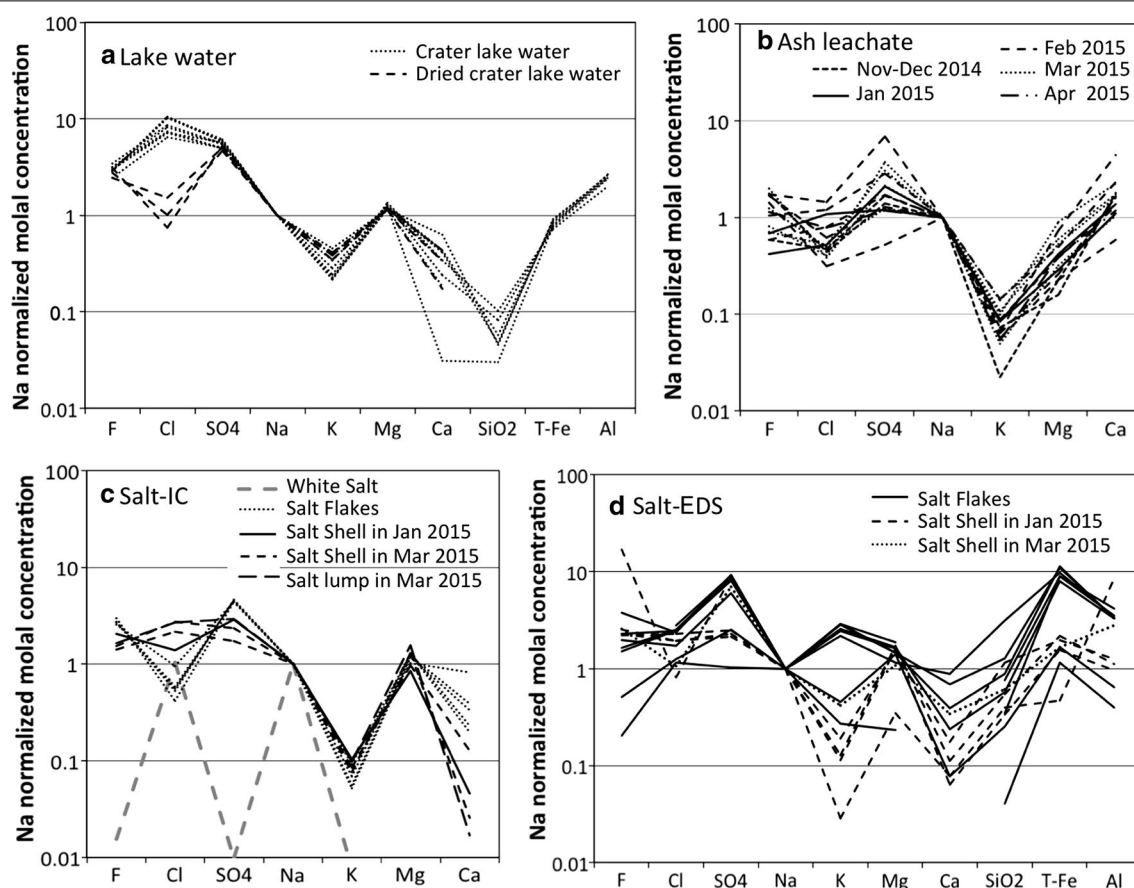 a Lake water
Crater lake water
Dried crater lake water
Na normalized molal concentration
100
10
1
0.1
0.01
F Cl SO4 Na K Mg Ca SiO2 T-Fe Al
b Ash leachate
Nov-Dec 2014
Jan 2015
Feb 2015
Mar 2015
Apr 2015
Na normalized molal concentration
100
10
1
0.1
0.01
F Cl SO4 Na K Mg Ca
c Salt-IC
White Salt
Salt Flakes
Salt Shell in Jan 2015
Salt Shell in Mar 2015
Salt lump in Mar 2015
Na normalized molal concentration
100
10
1
0.1
0.01
F Cl SO4 Na K Mg Ca
d Salt-EDS
Salt Flakes
Salt Shell in Jan 2015
Salt Shell in Mar 2015
Na normalized molal concentration
100
10
1
0.1
0.01
F Cl SO4 Na K Mg Ca SiO2 T-Fe Al